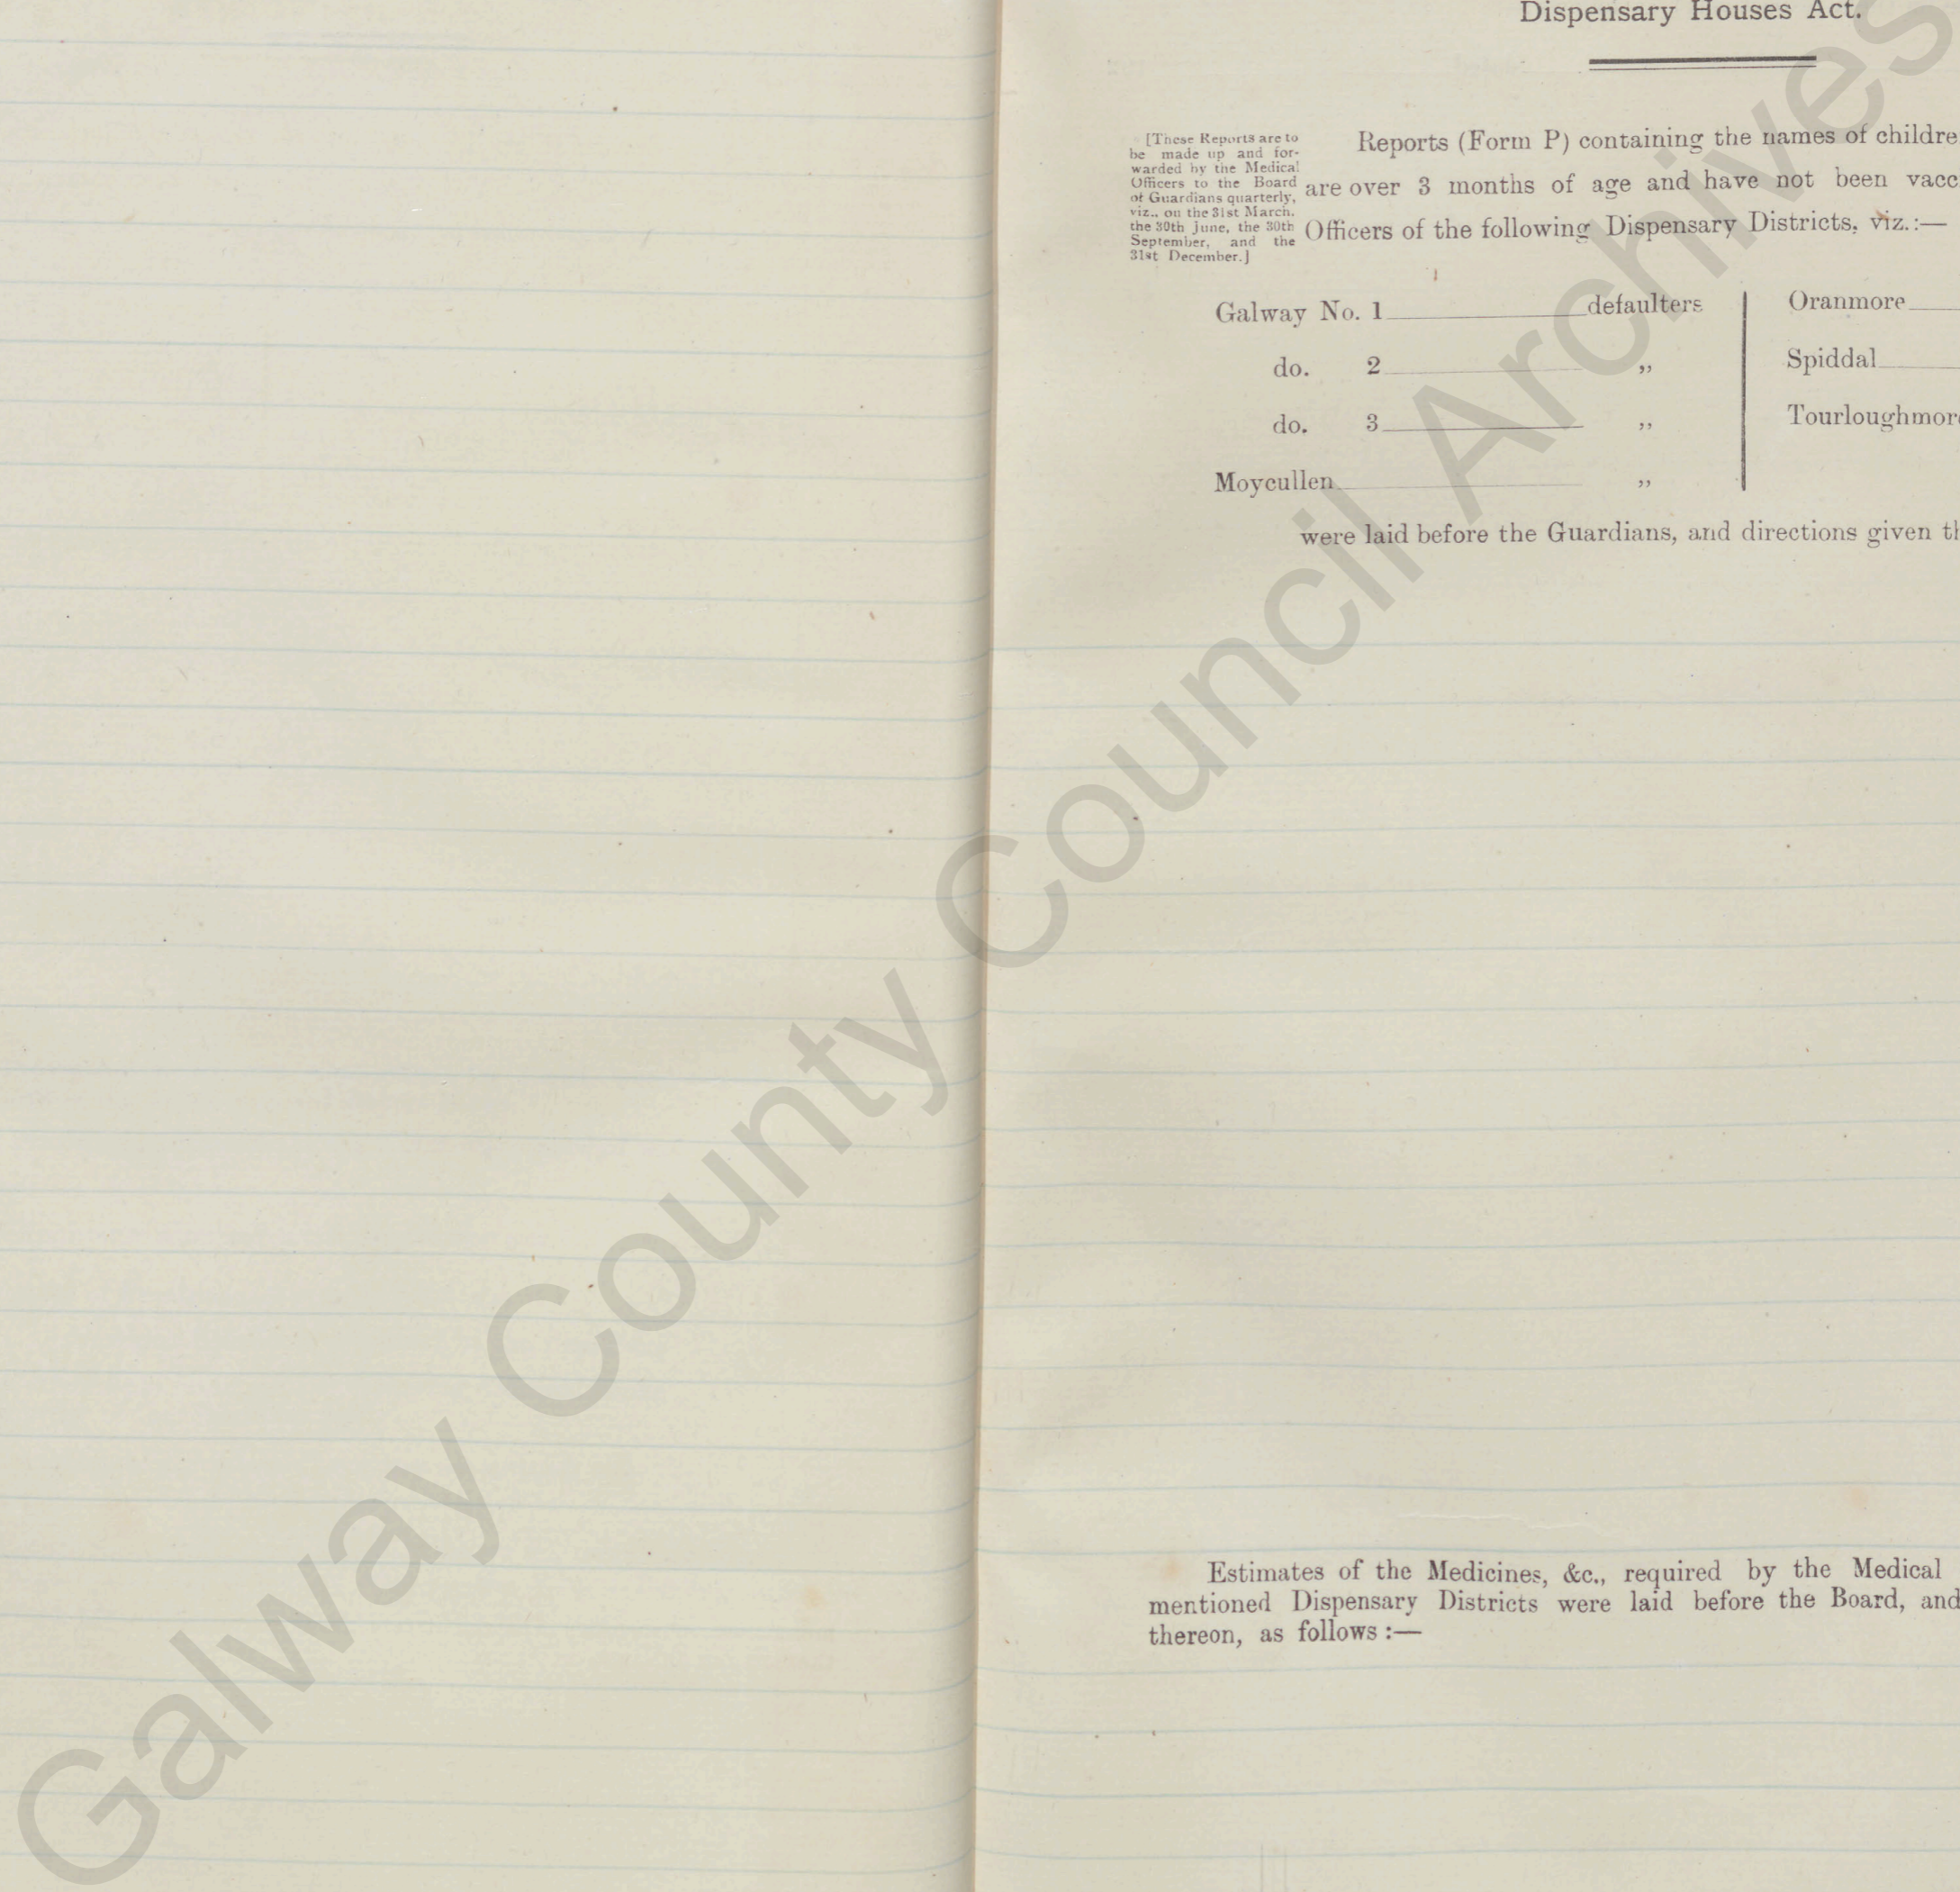 Dispensary Houses Act.
[These Reports are to
be made up and for-
warded by the Medical
Officers to the Board
of Guardians quarterly,
viz., on the 31st March,
the 30th June, the 30th
September, and the
31st December.]
Reports (Form P) containing the names of childre
are over 3 months of age and have not been vacc
Officers of the following Dispensary Districts, viz.:—
Galway No. 1 defaulters
do. 2 ,,
do. 3 ,,
Moycullen ,,
Oranmore
Spiddal
Tourloughmor
were laid before the Guardians, and directions given th
Estimates of the Medicines, &c., required by the Medical
mentioned Dispensary Districts were laid before the Board, and
thereon, as follows :—
Galway County Council Archives